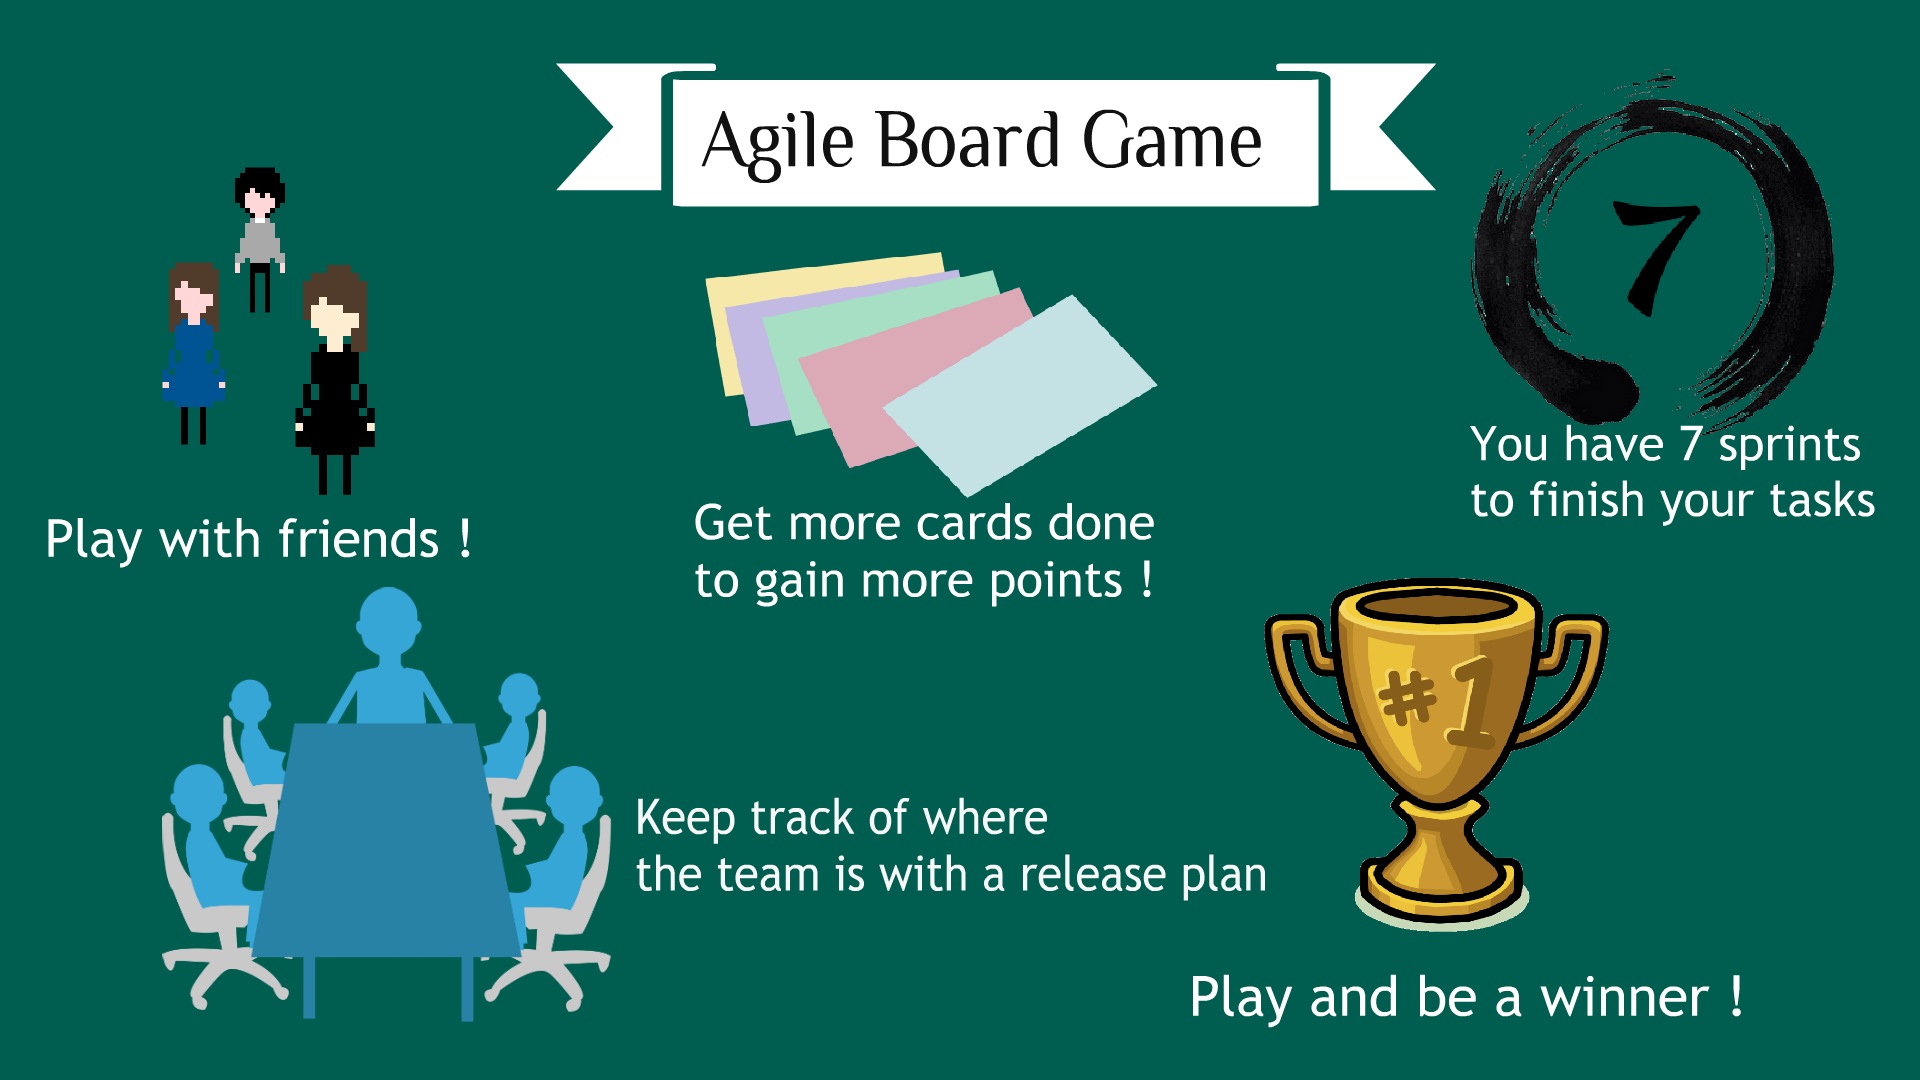 Agile Board Game
7
You have 7 sprints
to finish your tasks
Play with friends !
Get more cards done
to gain more points !
#1
Keep track of where
the team is with a release plan
Play and be a winner !